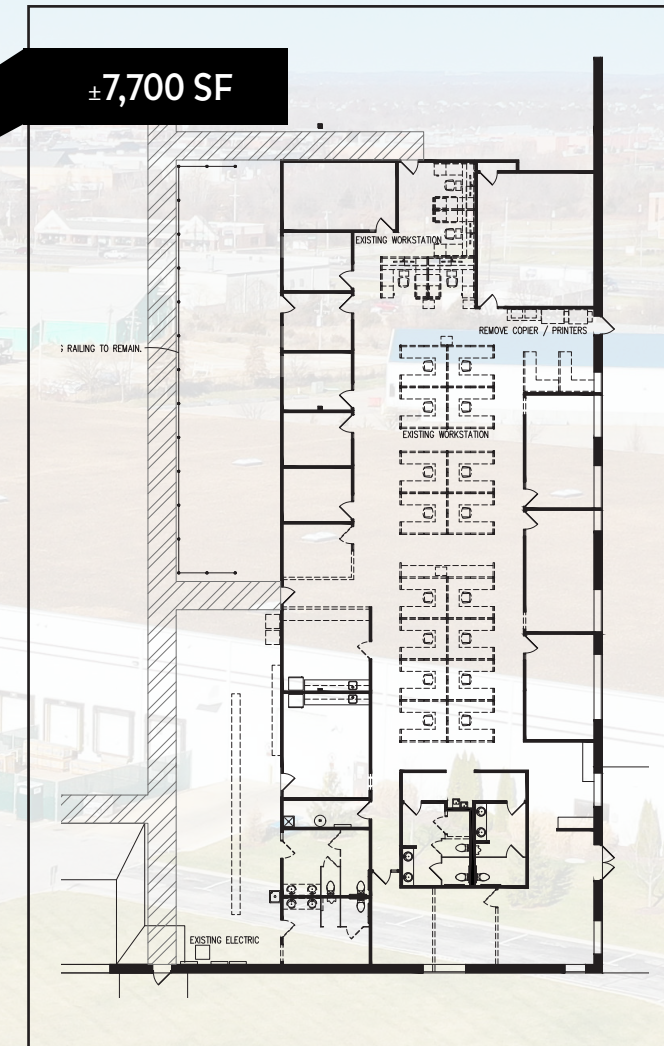 ±7,700 SF
EXISTING WORKSTATION
REMOVE COPIER / PRINTERS
RAILING TO REMAIN.
EXISTING WORKSTATION
EXISTING ELECTRIC